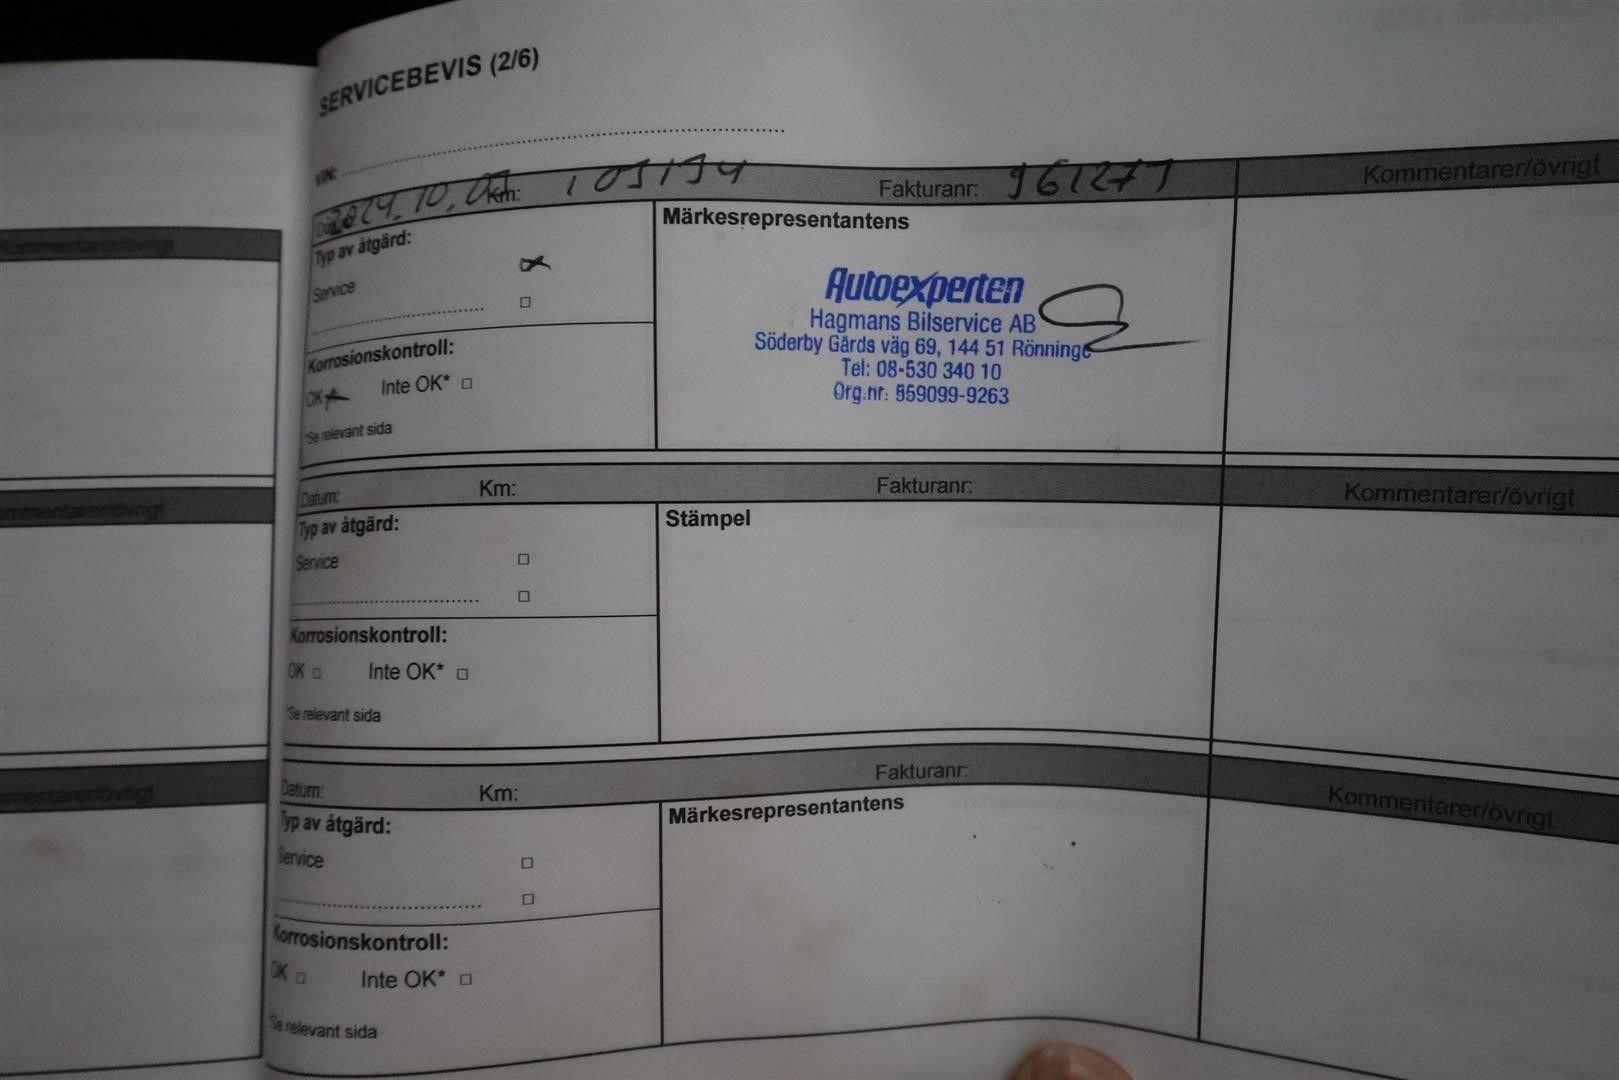 SERVICEBEVIS (2/6)
VIN:
2024.10.07 Km: 109194 Fakturanr: 961279 Kommentarer/övrigt
Typ av åtgärd:
Service
Korrosionskontroll:
OK Inte OK*
*Se relevant sida
Märkesrepresentantens
Autoexperten
Hagmans Bilservice AB
Söderby Gårds väg 69, 144 51 Rönninge
Tel: 08-530 340 10
Org.nr: 559099-9263
Datum: Km: Fakturanr: Kommentarer/övrigt
Typ av åtgärd:
Service
Korrosionskontroll:
OK Inte OK*
*Se relevant sida
Stämpel
Datum: Km: Fakturanr: Kommentarer/övrigt
Typ av åtgärd:
Service
Korrosionskontroll:
OK Inte OK*
*Se relevant sida
Märkesrepresentantens